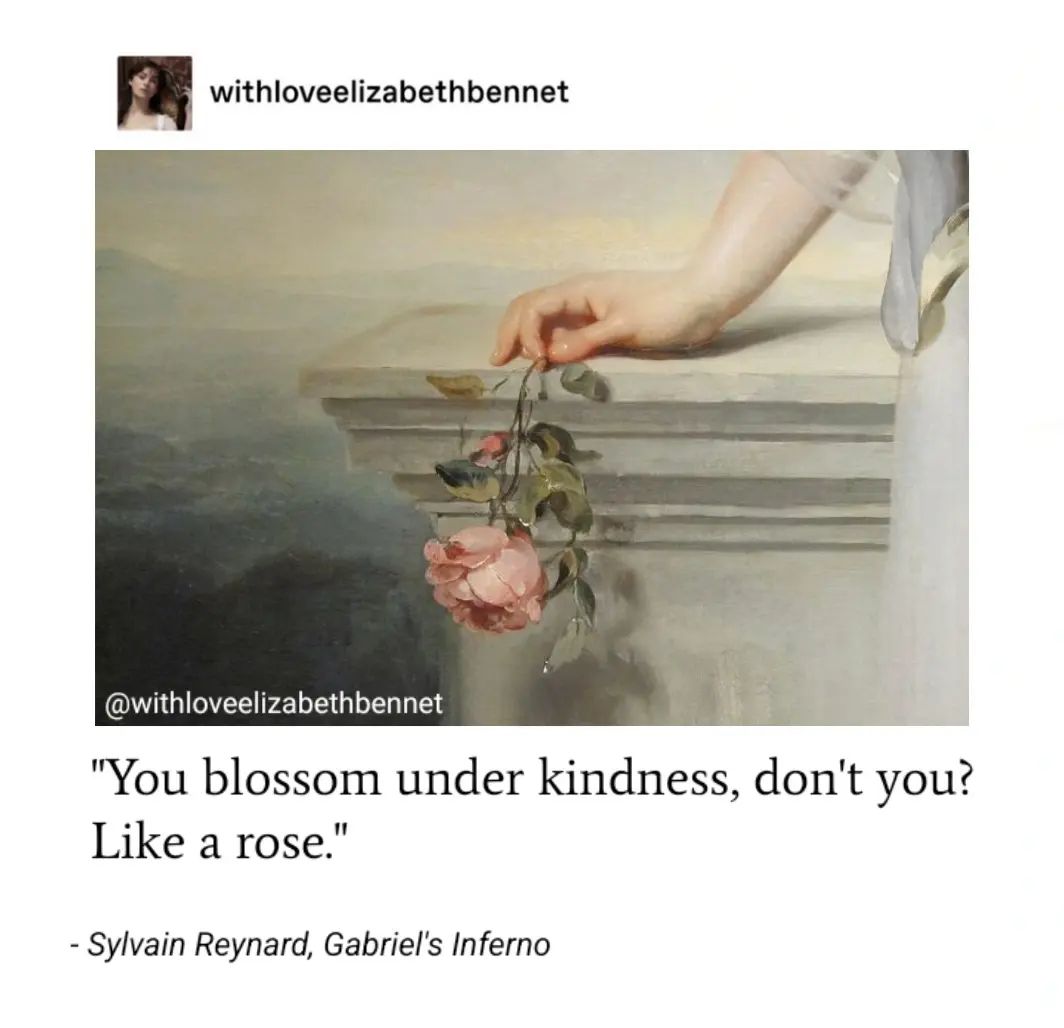 withloveelizabethbennet
@withloveelizabethbennet
"You blossom under kindness, don't you?
Like a rose."
- Sylvain Reynard, Gabriel's Inferno